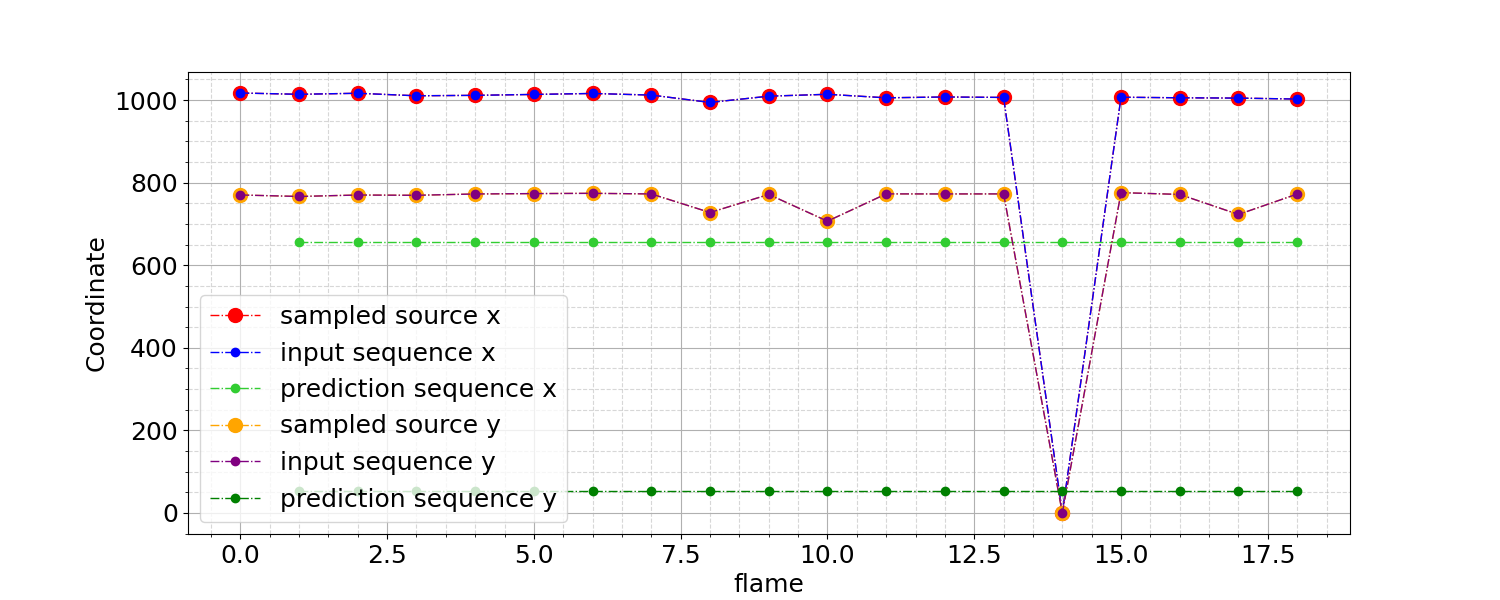 1000
800
600
400
200
0
Coordinate
sampled source x
input sequence x
prediction sequence x
sampled source y
input sequence y
prediction sequence y
0.0 2.5 5.0 7.5 10.0 12.5 15.0 17.5
flame